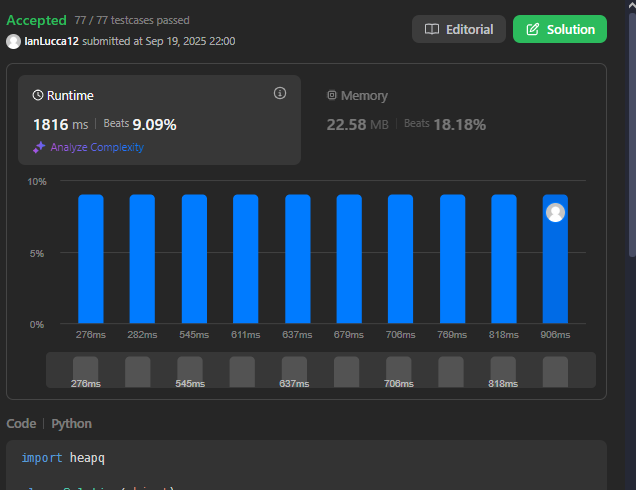 Accepted 77 / 77 testcases passed
IanLucca12 submitted at Sep 19, 2025 22:00
Editorial
Solution
Runtime
1816 ms | Beats 9.09%
Analyze Complexity
Memory
22.58 MB | Beats 18.18%
10%
5%
0%
276ms 282ms 545ms 611ms 637ms 679ms 706ms 769ms 818ms 906ms
276ms 545ms 637ms 706ms 818ms
Code | Python
import heapq